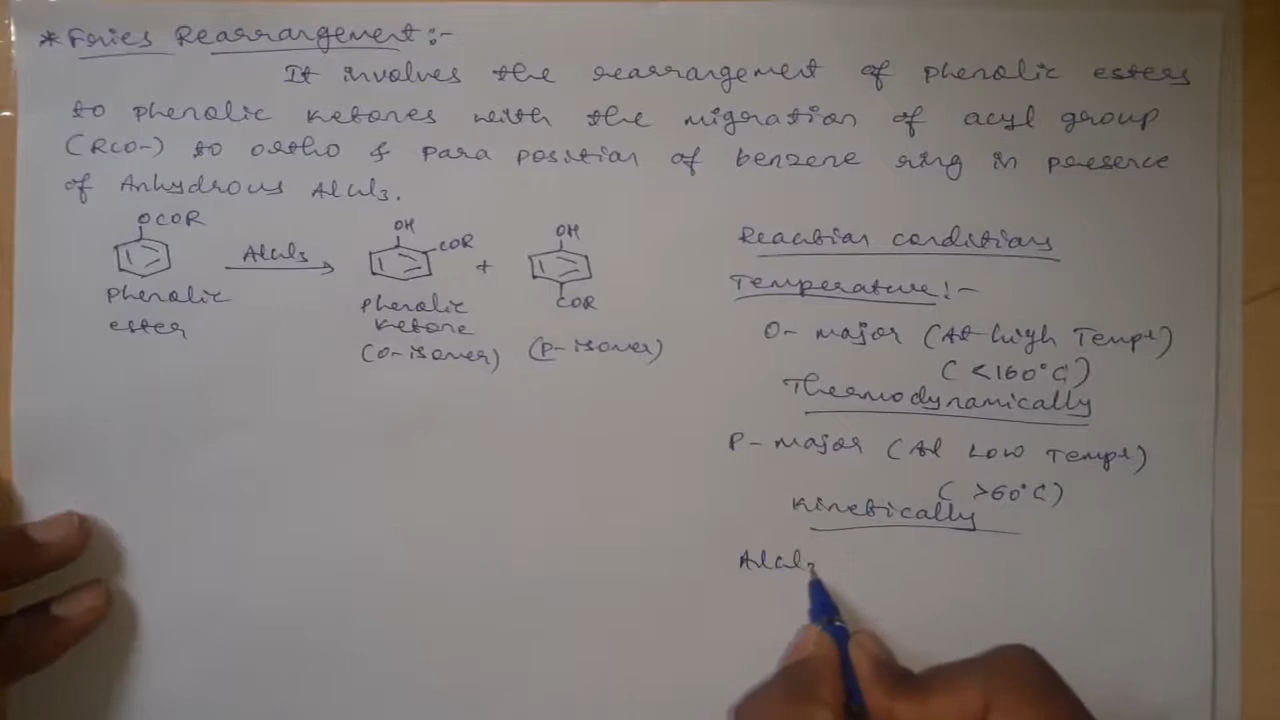 * Fries Rearrangement :-
It involves the rearrangement of phenolic esters
to phenolic ketones with the migration of acyl group
(RCO-) to ortho & para position of benzene ring in presence
of Anhydrous AlCl3.
OCOR
AlCl3
Phenolic
ester
OH
COR
+
Phenolic
ketone
(O-isomer)
OH
COR
(P-isomer)
Reaction conditions
Temperature :-
O- major (At high Tempr)
( <160°C)
Thermodynamically
P- major (At Low Tempr)
( >60°C)
Kinetically
AlCl3